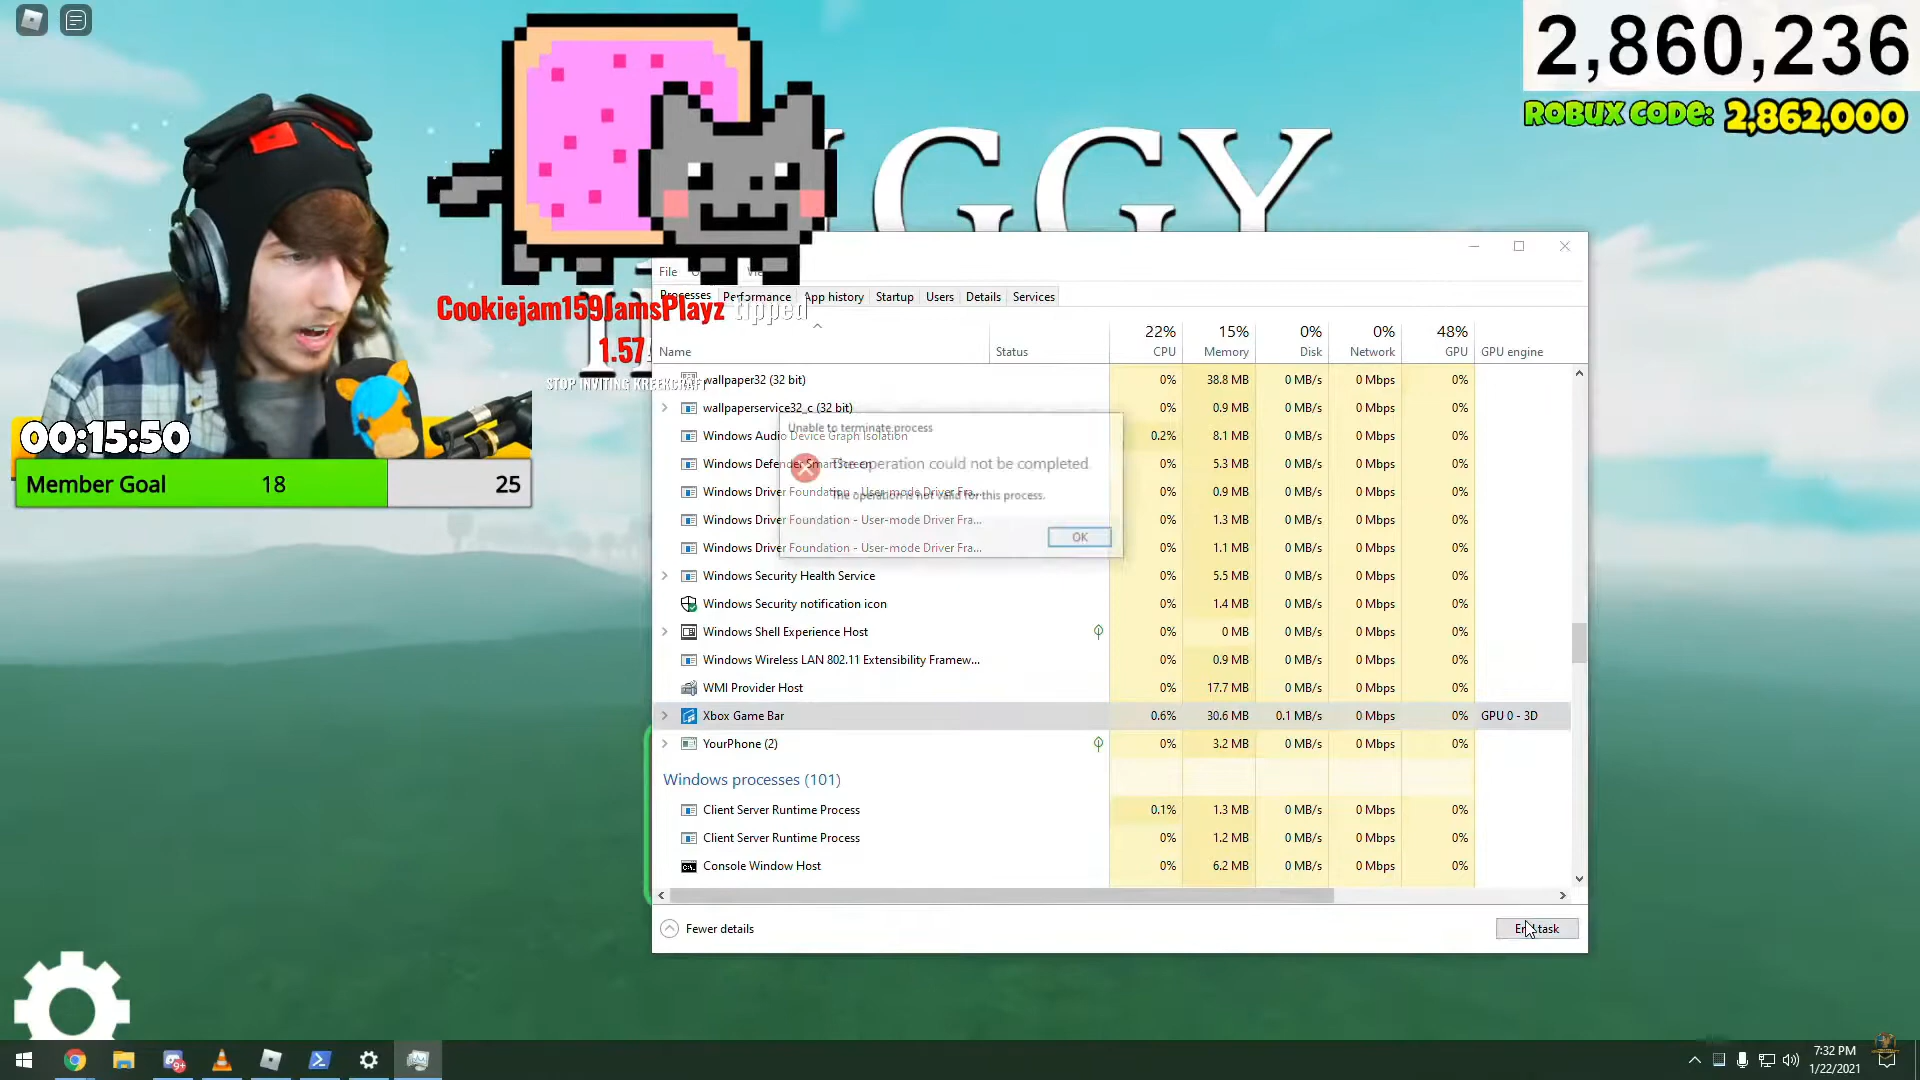 2,860,236
ROBUX CODE: 2,862,000
GGY
Cookiejam159JamsPlayz tipped
1.57
STOP INVITING KREEKCRAFT
00:15:50
Member Goal 18 25
File
Processes Performance App history Startup Users Details Services
22% 15% 0% 0% 48%
Name Status CPU Memory Disk Network GPU GPU engine
wallpaper32 (32 bit) 0% 38.8 MB 0 MB/s 0 Mbps 0%
wallpaperservice32_c (32 bit) 0% 0.9 MB 0 MB/s 0 Mbps 0%
Unable to terminate process
Windows Audio Device Graph Isolation 0.2% 8.1 MB 0 MB/s 0 Mbps 0%
Windows Defender SmartScreen 0% 5.3 MB 0 MB/s 0 Mbps 0%
The operation could not be completed.
Windows Driver Foundation - User-mode Driver Fra... 0% 0.9 MB 0 MB/s 0 Mbps 0%
The operation is not valid for this process.
Windows Driver Foundation - User-mode Driver Fra... 0% 1.3 MB 0 MB/s 0 Mbps 0%
OK
Windows Driver Foundation - User-mode Driver Fra... 0% 1.1 MB 0 MB/s 0 Mbps 0%
Windows Security Health Service 0% 5.5 MB 0 MB/s 0 Mbps 0%
Windows Security notification icon 0% 1.4 MB 0 MB/s 0 Mbps 0%
Windows Shell Experience Host 0% 0 MB 0 MB/s 0 Mbps 0%
Windows Wireless LAN 802.11 Extensibility Framew... 0% 0.9 MB 0 MB/s 0 Mbps 0%
WMI Provider Host 0% 17.7 MB 0 MB/s 0 Mbps 0%
Xbox Game Bar 0.6% 30.6 MB 0.1 MB/s 0 Mbps 0% GPU 0 - 3D
YourPhone (2) 0% 3.2 MB 0 MB/s 0 Mbps 0%
Windows processes (101)
Client Server Runtime Process 0.1% 1.3 MB 0 MB/s 0 Mbps 0%
Client Server Runtime Process 0% 1.2 MB 0 MB/s 0 Mbps 0%
Console Window Host 0% 6.2 MB 0 MB/s 0 Mbps 0%
Fewer details
End task
9+
7:32 PM
1/22/2021